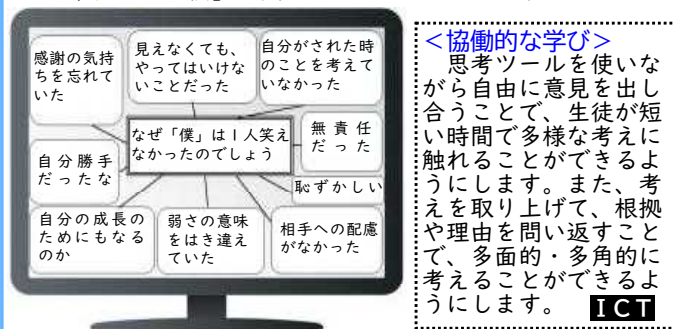 感謝の気持
ちを忘れて
いた
見えなくても、
やってはいけな
いことだった
自分がされた時
のことを考えて
いなかった
なぜ「僕」は1人笑え
なかったのでしょう
無責任
だった
自分勝手
だったな
恥ずかしい
自分の成長の
ためにもなる
のか
弱さの意味
をはき違え
ていた
相手への配慮
がなかった
<協働的な学び>
思考ツールを使いな
がら自由に意見を出し
合うことで、生徒が短
い時間で多様な考えに
触れることができるよ
うにします。また、考
えを取り上げて、根拠
や理由を問い返すこと
で、多面的・多角的に
考えることができるよ
うにします。
ICT